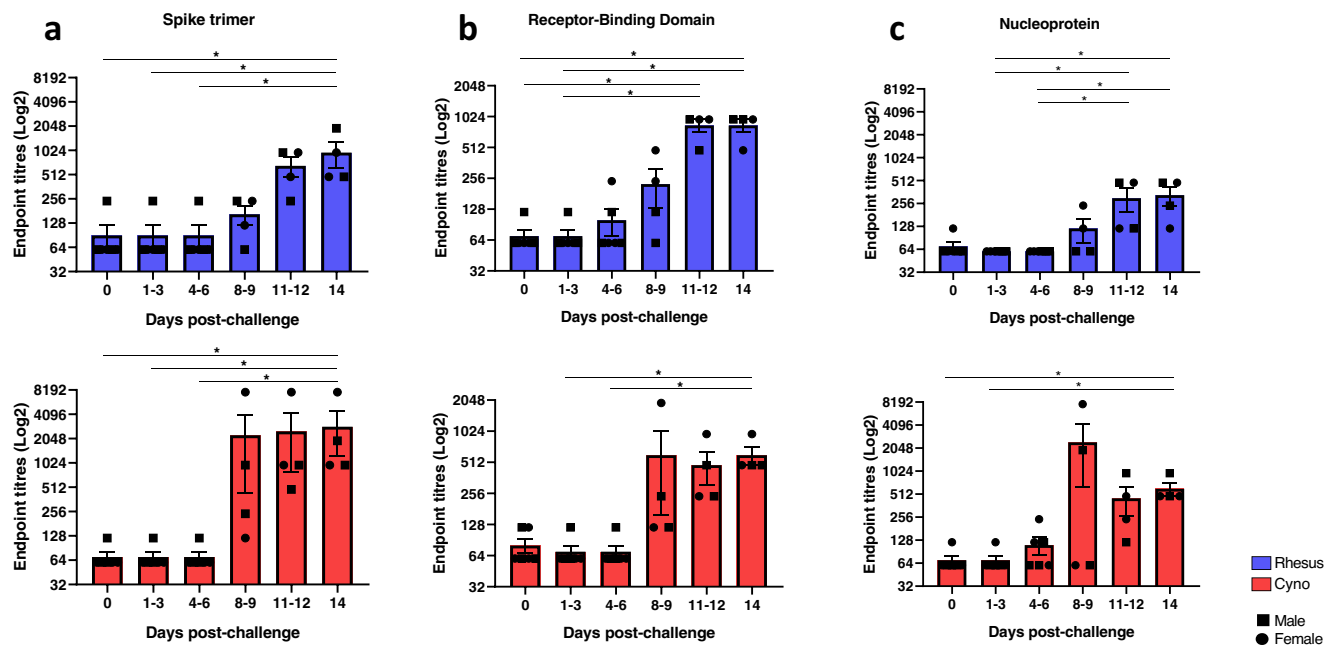 a
Spike trimer
*
*
*
Endpoint titres (Log2)
8192
4096
2048
1024
512
256
128
64
32
0 1-3 4-6 8-9 11-12 14
Days post-challenge
b
Receptor-Binding Domain
*
*
*
*
Endpoint titres (Log2)
2048
1024
512
256
128
64
32
0 1-3 4-6 8-9 11-12 14
Days post-challenge
c
Nucleoprotein
*
*
*
*
Endpoint titres (Log2)
8192
4096
2048
1024
512
256
128
64
32
0 1-3 4-6 8-9 11-12 14
Days post-challenge
*
*
*
Endpoint titres (Log2)
8192
4096
2048
1024
512
256
128
64
32
0 1-3 4-6 8-9 11-12 14
Days post-challenge
*
*
Endpoint titres (Log2)
2048
1024
512
256
128
64
32
0 1-3 4-6 8-9 11-12 14
Days post-challenge
*
*
Endpoint titres (Log2)
8192
4096
2048
1024
512
256
128
64
32
0 1-3 4-6 8-9 11-12 14
Days post-challenge
Rhesus
Cyno
Male
Female